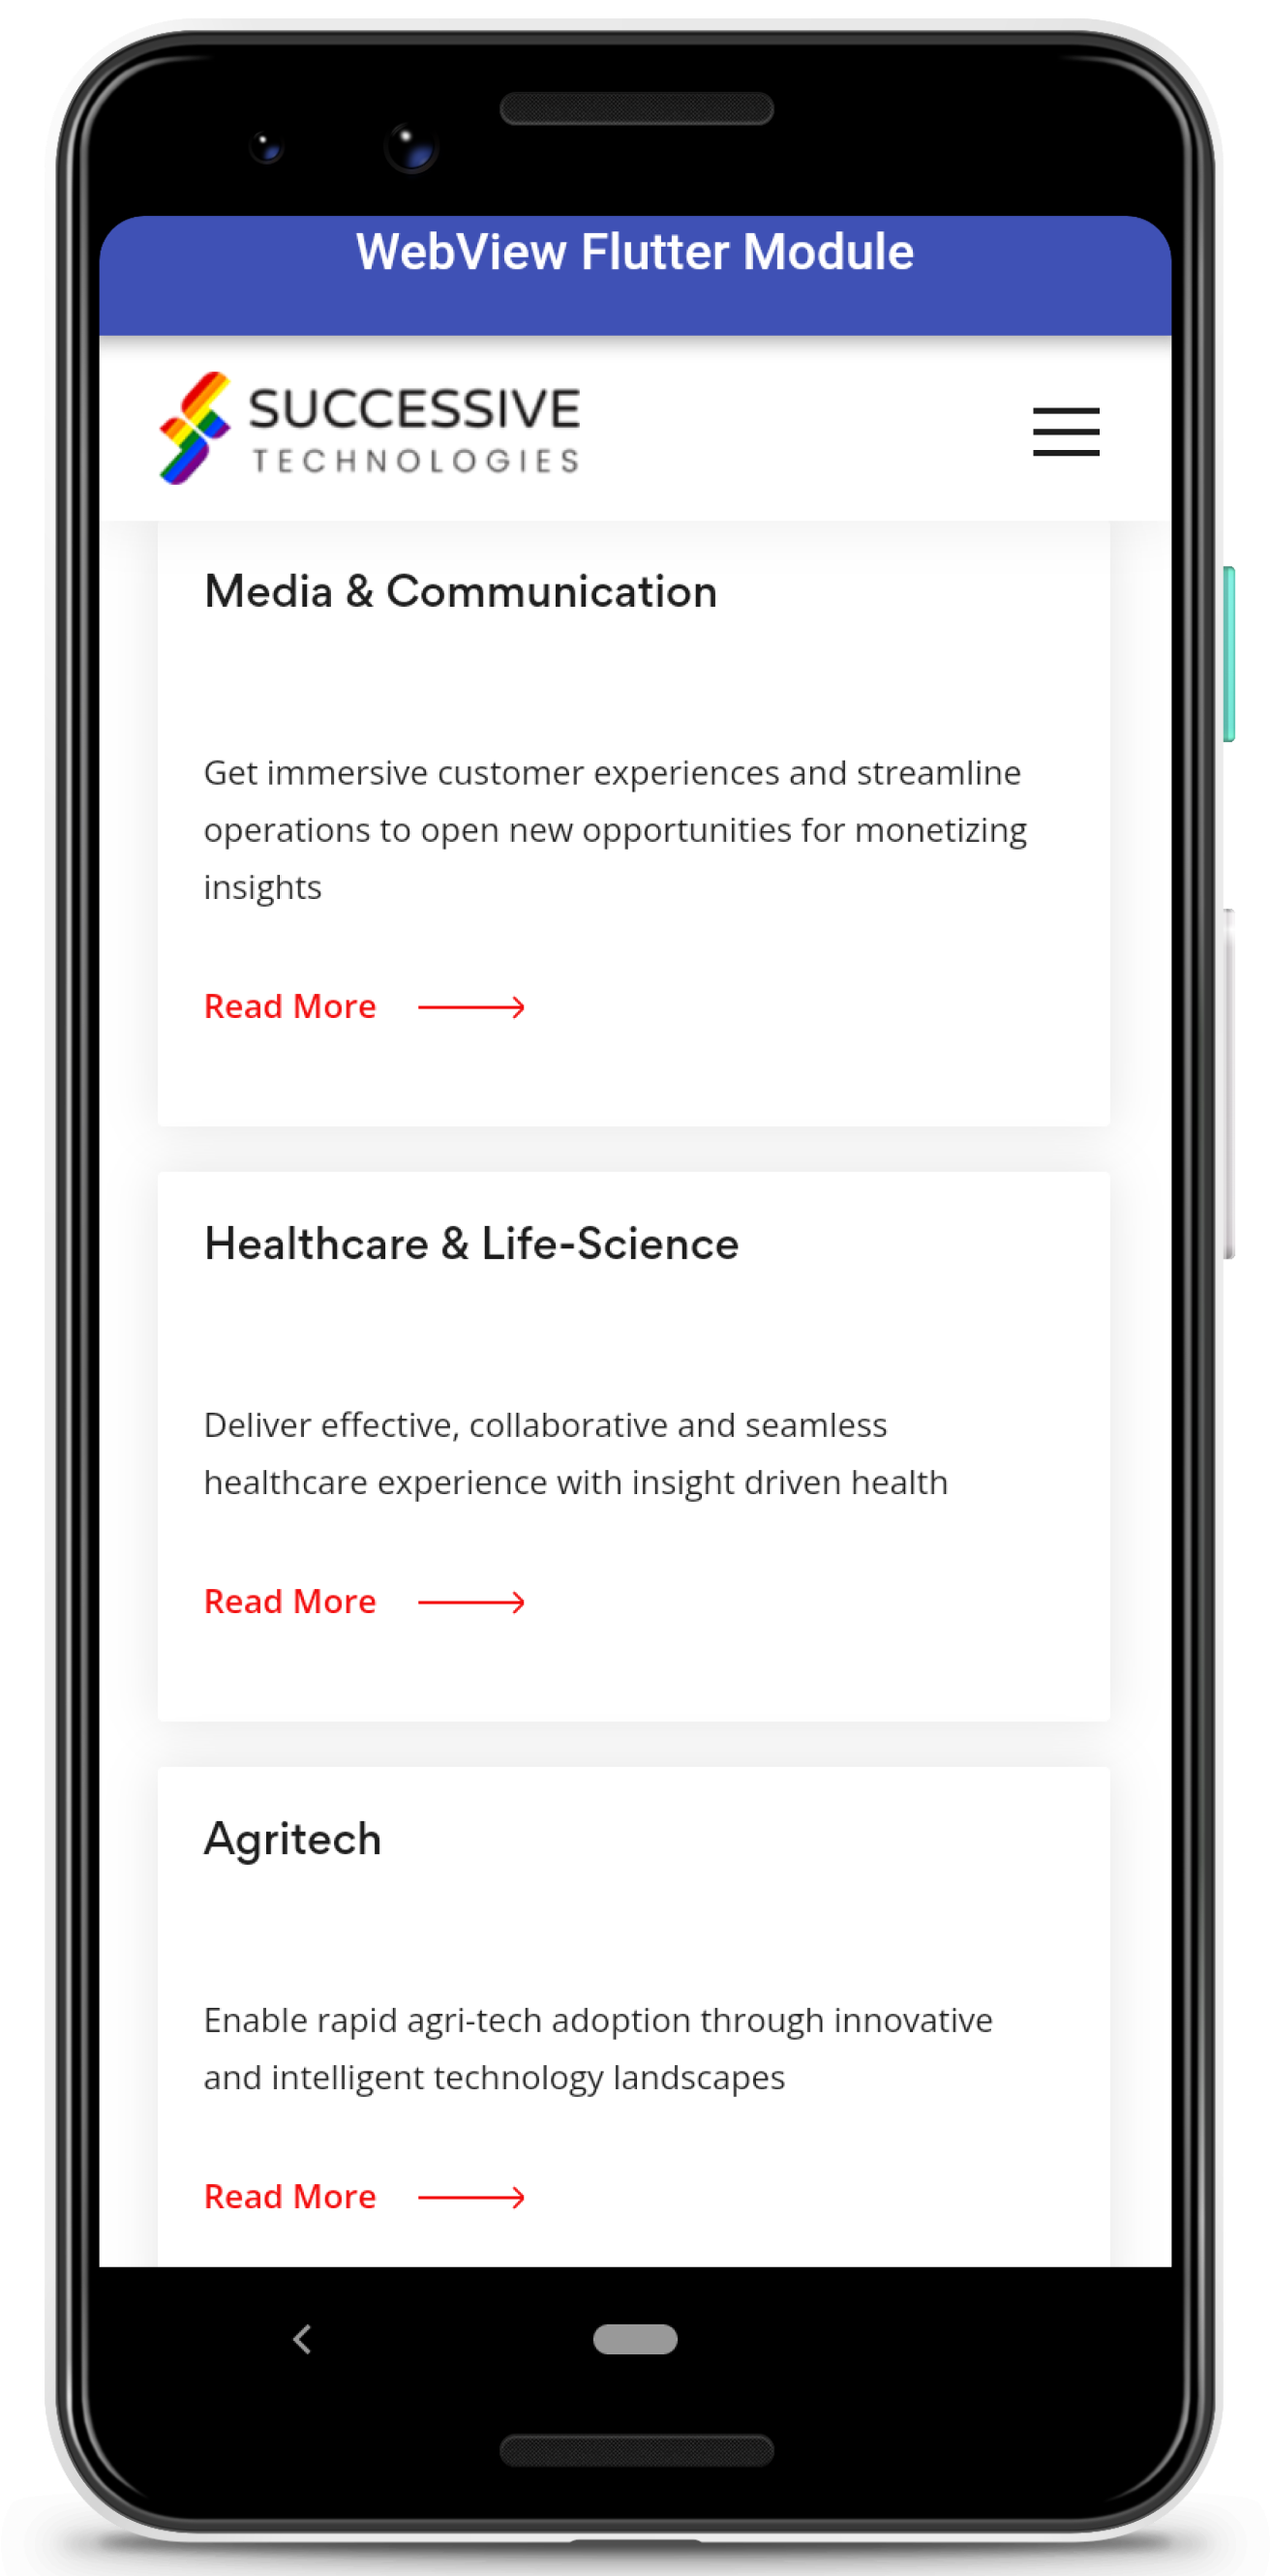 WebView Flutter Module
SUCCESSIVE
TECHNOLOGIES
Media & Communication
Get immersive customer experiences and streamline
operations to open new opportunities for monetizing
insights
Read More
Healthcare & Life-Science
Deliver effective, collaborative and seamless
healthcare experience with insight driven health
Read More
Agritech
Enable rapid agri-tech adoption through innovative
and intelligent technology landscapes
Read More